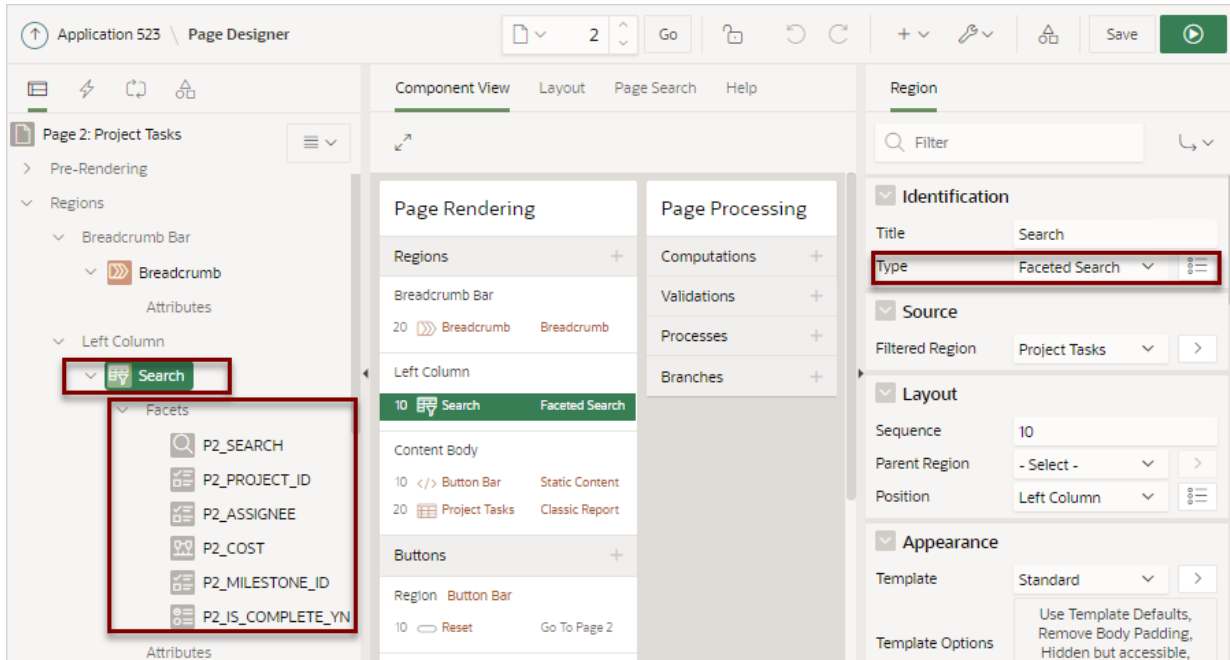 Application 523 \ Page Designer
2
Go
Save
Page 2: Project Tasks
Pre-Rendering
Regions
Breadcrumb Bar
Breadcrumb
Attributes
Left Column
Search
Facets
P2_SEARCH
P2_PROJECT_ID
P2_ASSIGNEE
P2_COST
P2_MILESTONE_ID
P2_IS_COMPLETE_YN
Attributes
Component View Layout Page Search Help
Page Rendering
Regions
Breadcrumb Bar
20 Breadcrumb Breadcrumb
Left Column
10 Search Faceted Search
Content Body
10 </> Button Bar Static Content
20 Project Tasks Classic Report
Buttons
Region Button Bar
10 Reset Go To Page 2
Page Processing
Computations
Validations
Processes
Branches
Region
Filter
Identification
Title Search
Type Faceted Search
Source
Filtered Region Project Tasks
Layout
Sequence 10
Parent Region - Select -
Position Left Column
Appearance
Template Standard
Template Options Use Template Defaults,
Remove Body Padding,
Hidden but accessible,